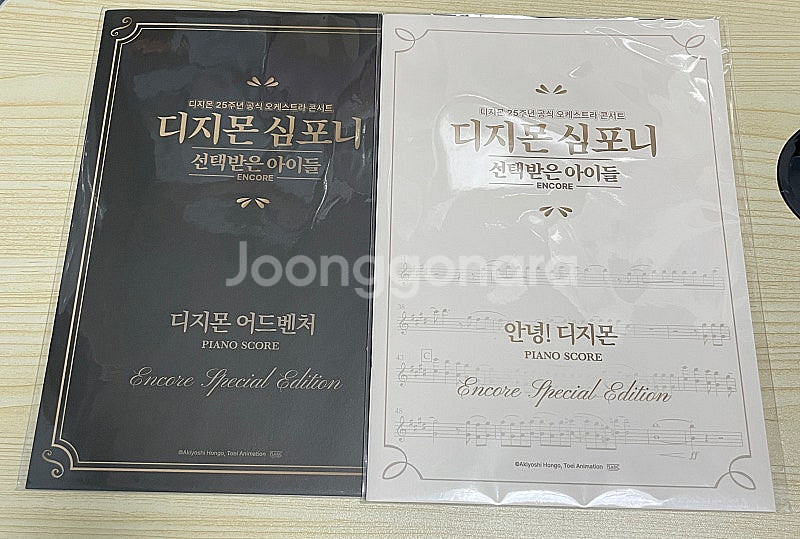 디지몬 25주년 공식 오케스트라 콘서트
디지몬 심포니
선택받은 아이들
ENCORE
디지몬 어드벤처
PIANO SCORE
Encore Special Edition
©Akiyoshi Hongo, Toei Animation
디지몬 25주년 공식 오케스트라 콘서트
디지몬 심포니
선택받은 아이들
ENCORE
38
안녕! 디지몬
PIANO SCORE
43
C
Encore Special Edition
48
ff
©Akiyoshi Hongo, Toei Animation
Joonggonara